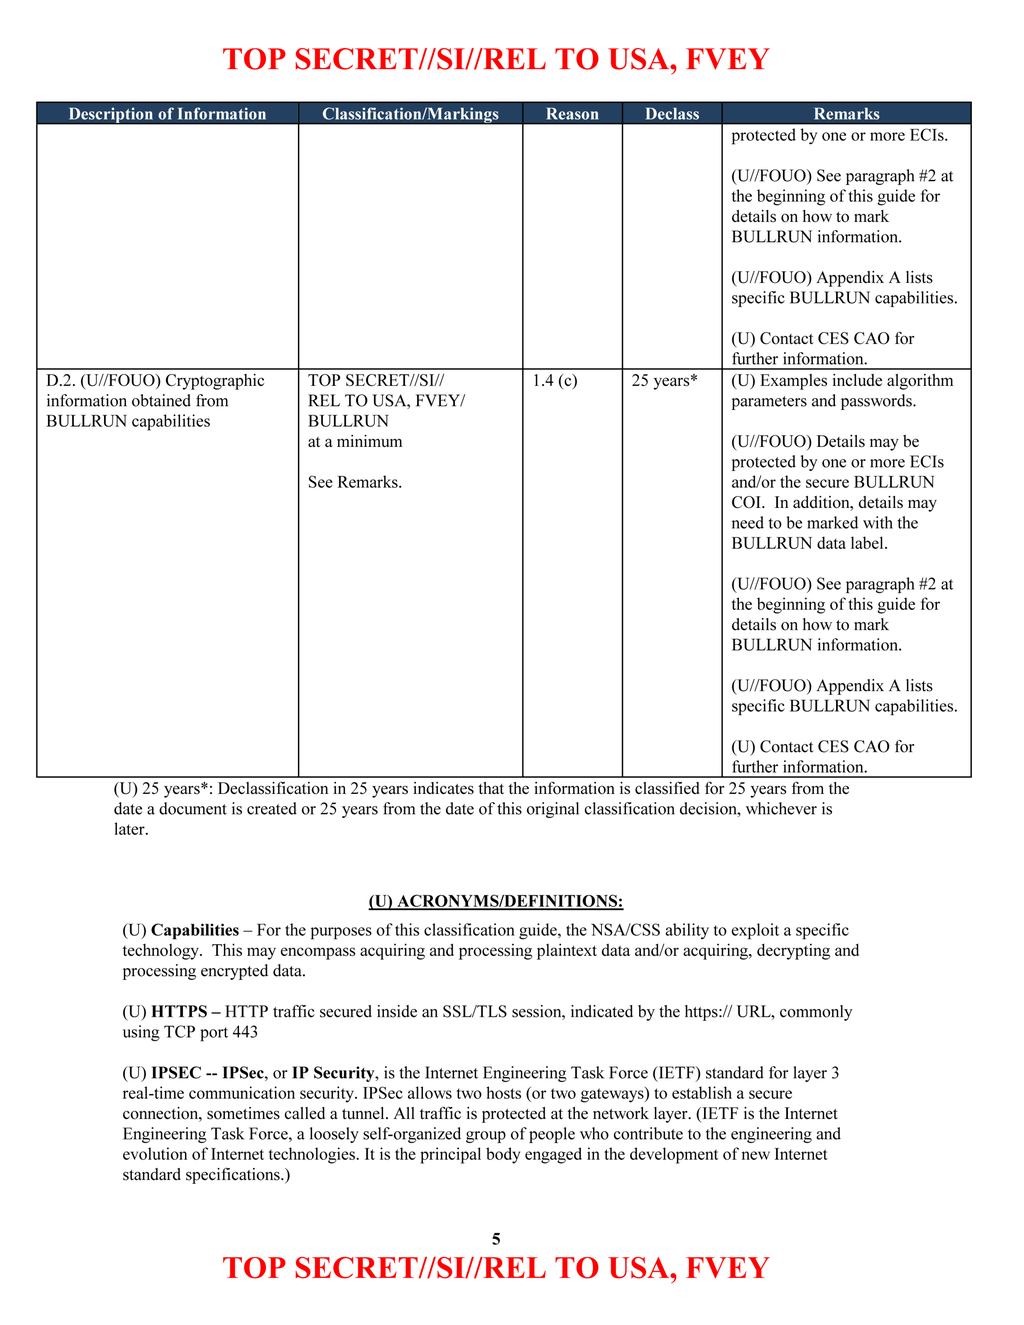 TOP SECRET//SI//REL TO USA, FVEY
Description of Information Classification/Markings Reason Declass Remarks
protected by one or more ECIs.
(U//FOUO) See paragraph #2 at
the beginning of this guide for
details on how to mark
BULLRUN information.
(U//FOUO) Appendix A lists
specific BULLRUN capabilities.
(U) Contact CES CAO for
further information.
D.2. (U//FOUO) Cryptographic
information obtained from
BULLRUN capabilities
TOP SECRET//SI//
REL TO USA, FVEY/
BULLRUN
at a minimum
See Remarks.
1.4 (c)
25 years*
(U) Examples include algorithm
parameters and passwords.
(U//FOUO) Details may be
protected by one or more ECIs
and/or the secure BULLRUN
COI.  In addition, details may
need to be marked with the
BULLRUN data label.
(U//FOUO) See paragraph #2 at
the beginning of this guide for
details on how to mark
BULLRUN information.
(U//FOUO) Appendix A lists
specific BULLRUN capabilities.
(U) Contact CES CAO for
further information.
(U) 25 years*: Declassification in 25 years indicates that the information is classified for 25 years from the
date a document is created or 25 years from the date of this original classification decision, whichever is
later.
(U) ACRONYMS/DEFINITIONS:
(U) Capabilities – For the purposes of this classification guide, the NSA/CSS ability to exploit a specific
technology.  This may encompass acquiring and processing plaintext data and/or acquiring, decrypting and
processing encrypted data.
(U) HTTPS – HTTP traffic secured inside an SSL/TLS session, indicated by the https:// URL, commonly
using TCP port 443
(U) IPSEC -- IPSec, or IP Security, is the Internet Engineering Task Force (IETF) standard for layer 3
real-time communication security. IPSec allows two hosts (or two gateways) to establish a secure
connection, sometimes called a tunnel. All traffic is protected at the network layer. (IETF is the Internet
Engineering Task Force, a loosely self-organized group of people who contribute to the engineering and
evolution of Internet technologies. It is the principal body engaged in the development of new Internet
standard specifications.)
5
TOP SECRET//SI//REL TO USA, FVEY